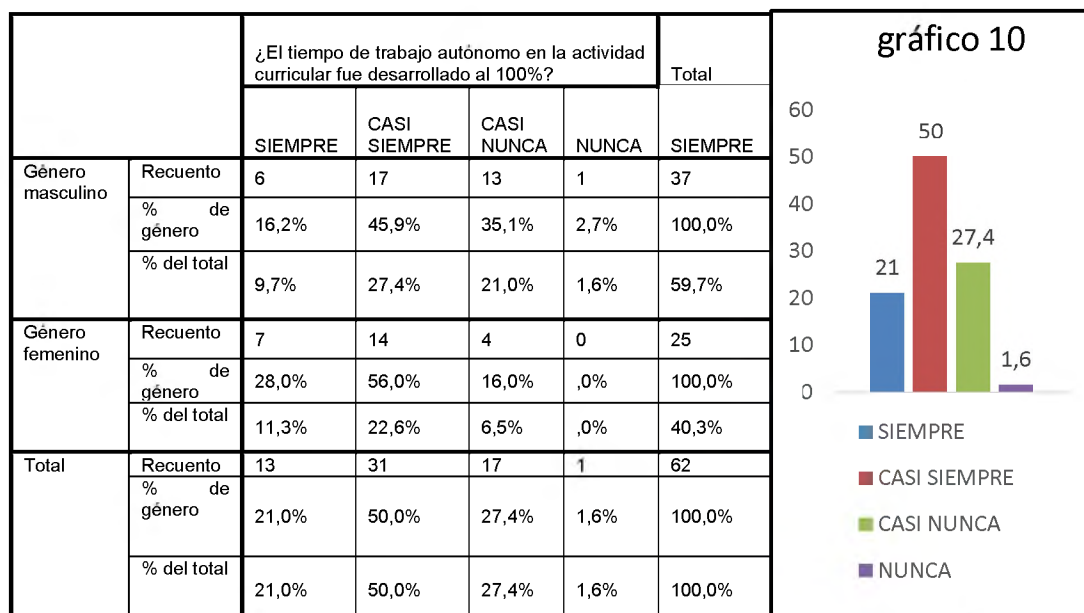 ¿El tiempo de trabajo autónomo en la actividad
curricular fue desarrollado al 100%?
Total
SIEMPRE
CASI
SIEMPRE
CASI
NUNCA
NUNCA
SIEMPRE
Género
masculino
Recuento
6
17
13
1
37
% de
género
16,2%
45,9%
35,1%
2,7%
100,0%
% del total
9,7%
27,4%
21,0%
1,6%
59,7%
Género
femenino
Recuento
7
14
4
0
25
% de
género
28,0%
56,0%
16,0%
,0%
100,0%
% del total
11,3%
22,6%
6,5%
,0%
40,3%
Total
Recuento
13
31
17
1
62
% de
género
21,0%
50,0%
27,4%
1,6%
100,0%
% del total
21,0%
50,0%
27,4%
1,6%
100,0%
gráfico 10
60
50
40
30
20
10
0
21
50
27,4
1,6
SIEMPRE
CASI SIEMPRE
CASI NUNCA
NUNCA